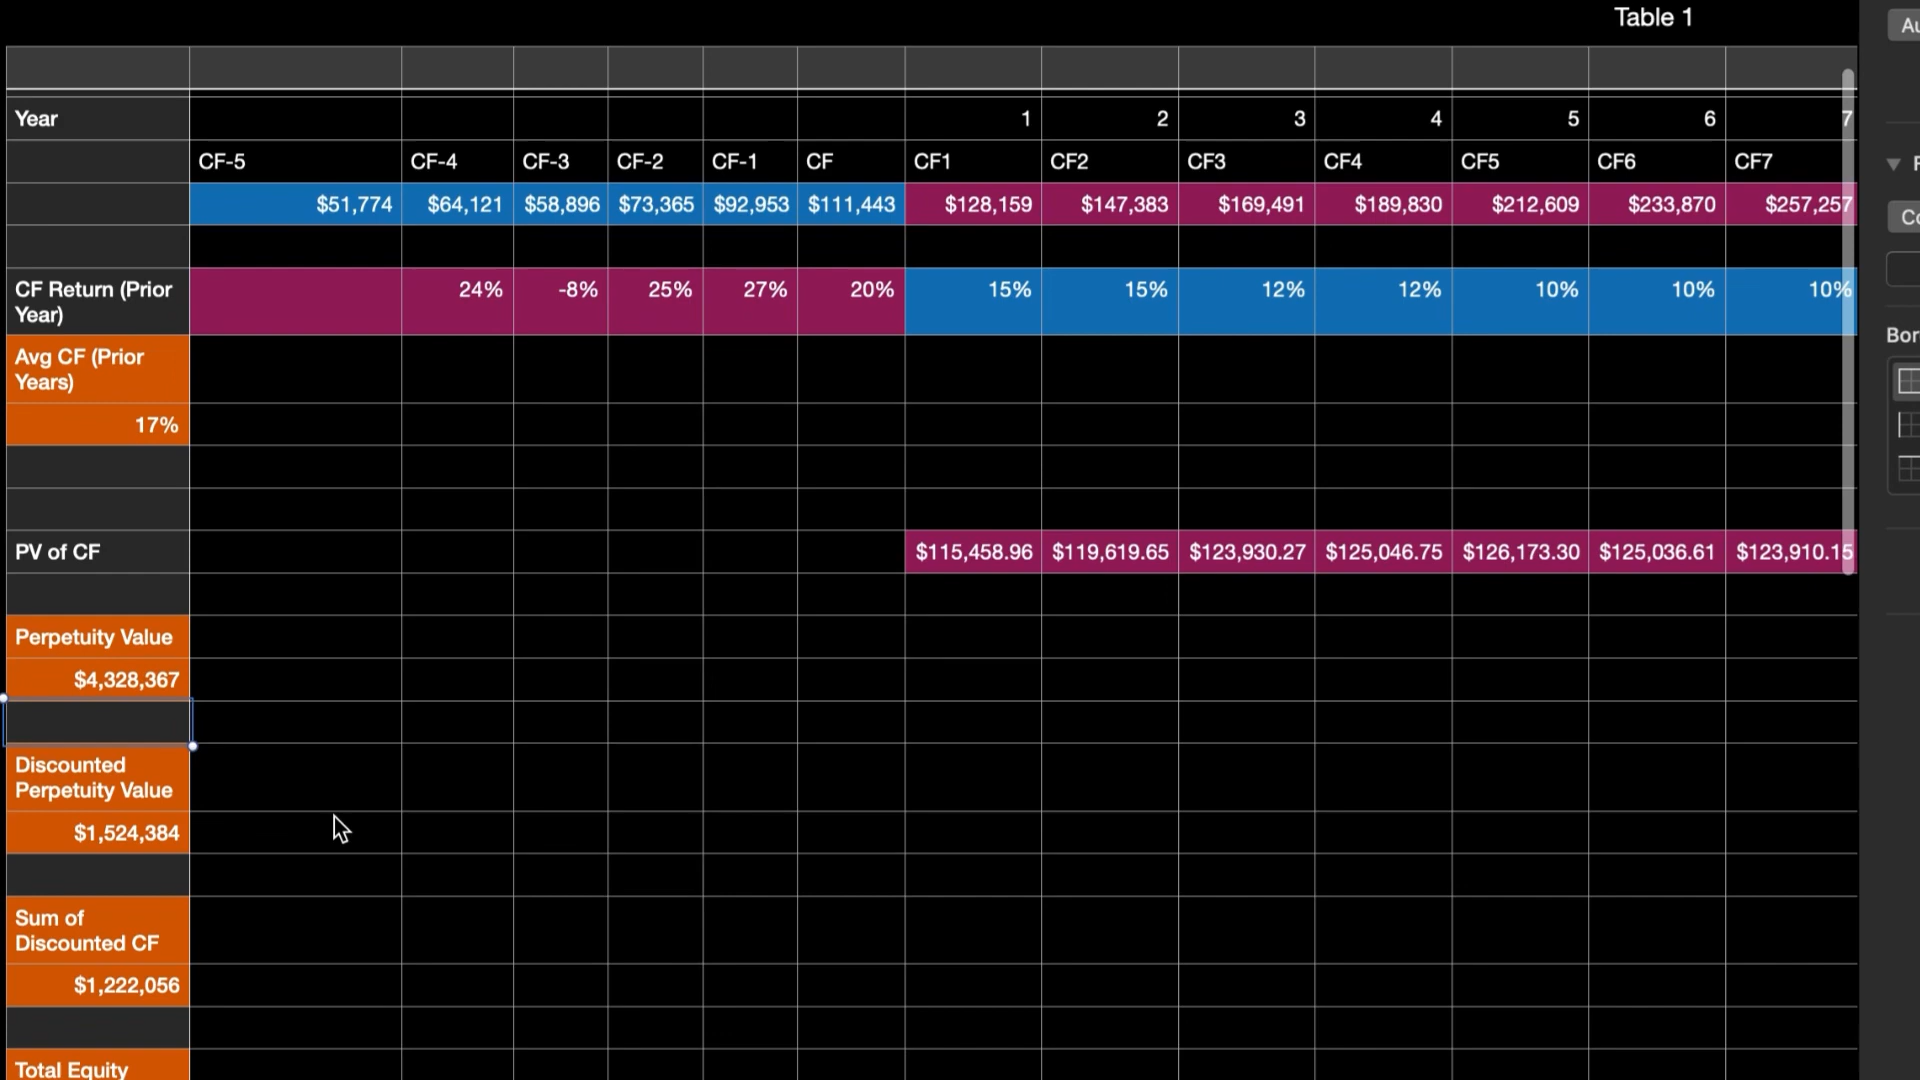 Table 1
Au
Year 1 2 3 4 5 6 7
CF-5 CF-4 CF-3 CF-2 CF-1 CF CF1 CF2 CF3 CF4 CF5 CF6 CF7
$51,774 $64,121 $58,896 $73,365 $92,953 $111,443 $128,159 $147,383 $169,491 $189,830 $212,609 $233,870 $257,257
CF Return (Prior
Year)
24% -8% 25% 27% 20% 15% 15% 12% 12% 10% 10% 10%
Bor
Avg CF (Prior
Years)
17%
PV of CF $115,458.96 $119,619.65 $123,930.27 $125,046.75 $126,173.30 $125,036.61 $123,910.15
Perpetuity Value
$4,328,367
Discounted
Perpetuity Value
$1,524,384
Sum of
Discounted CF
$1,222,056
Total Equity